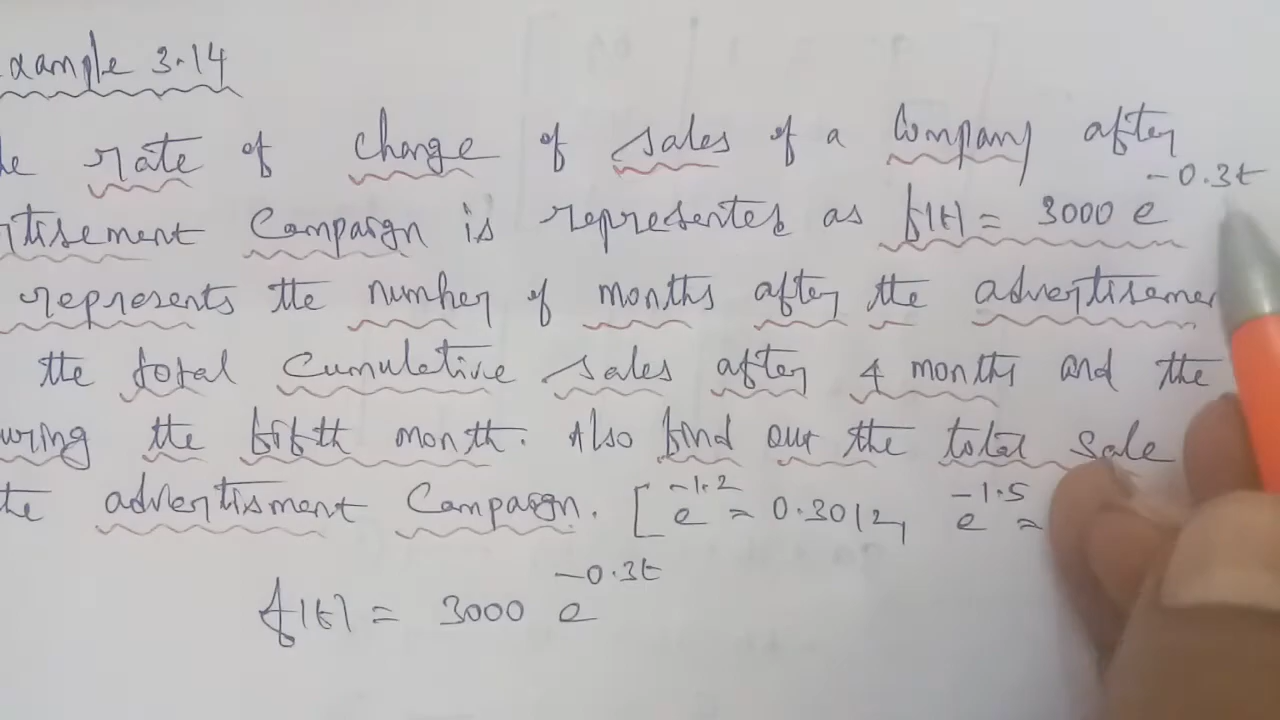 xample 3.14
he rate of change of sales of a Company after
rtisement Campaign is represented as f(t) = 3000 e^-0.3t
represents the number of months after the advertisemen
the total Cumulative sales after 4 months and the
uring the fifth month. Also find out the total sale
the advertisment Campaign. [e^-1.2 = 0.3012, e^-1.5 =
f(t) = 3000 e^-0.3t